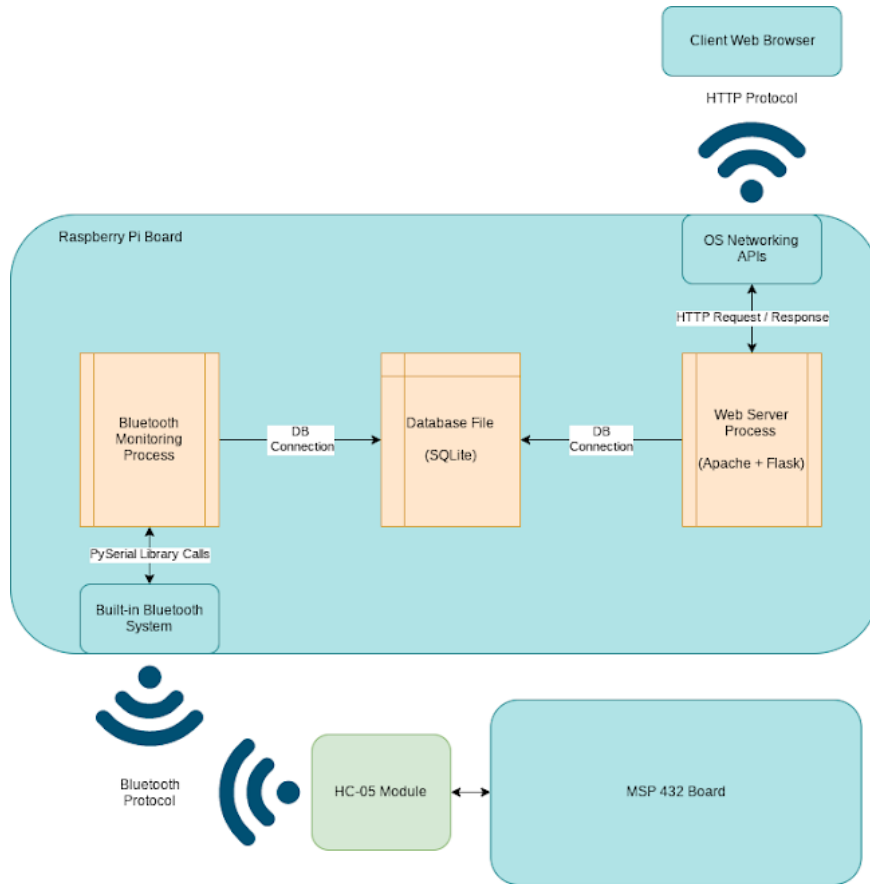 Client Web Browser
HTTP Protocol
Raspberry Pi Board
OS Networking
APIs
HTTP Request / Response
Bluetooth
Monitoring
Process
DB
Connection
Database File
(SQLite)
DB
Connection
Web Server
Process
(Apache + Flask)
PySerial Library Calls
Built-in Bluetooth
System
Bluetooth
Protocol
HC-05 Module
MSP 432 Board